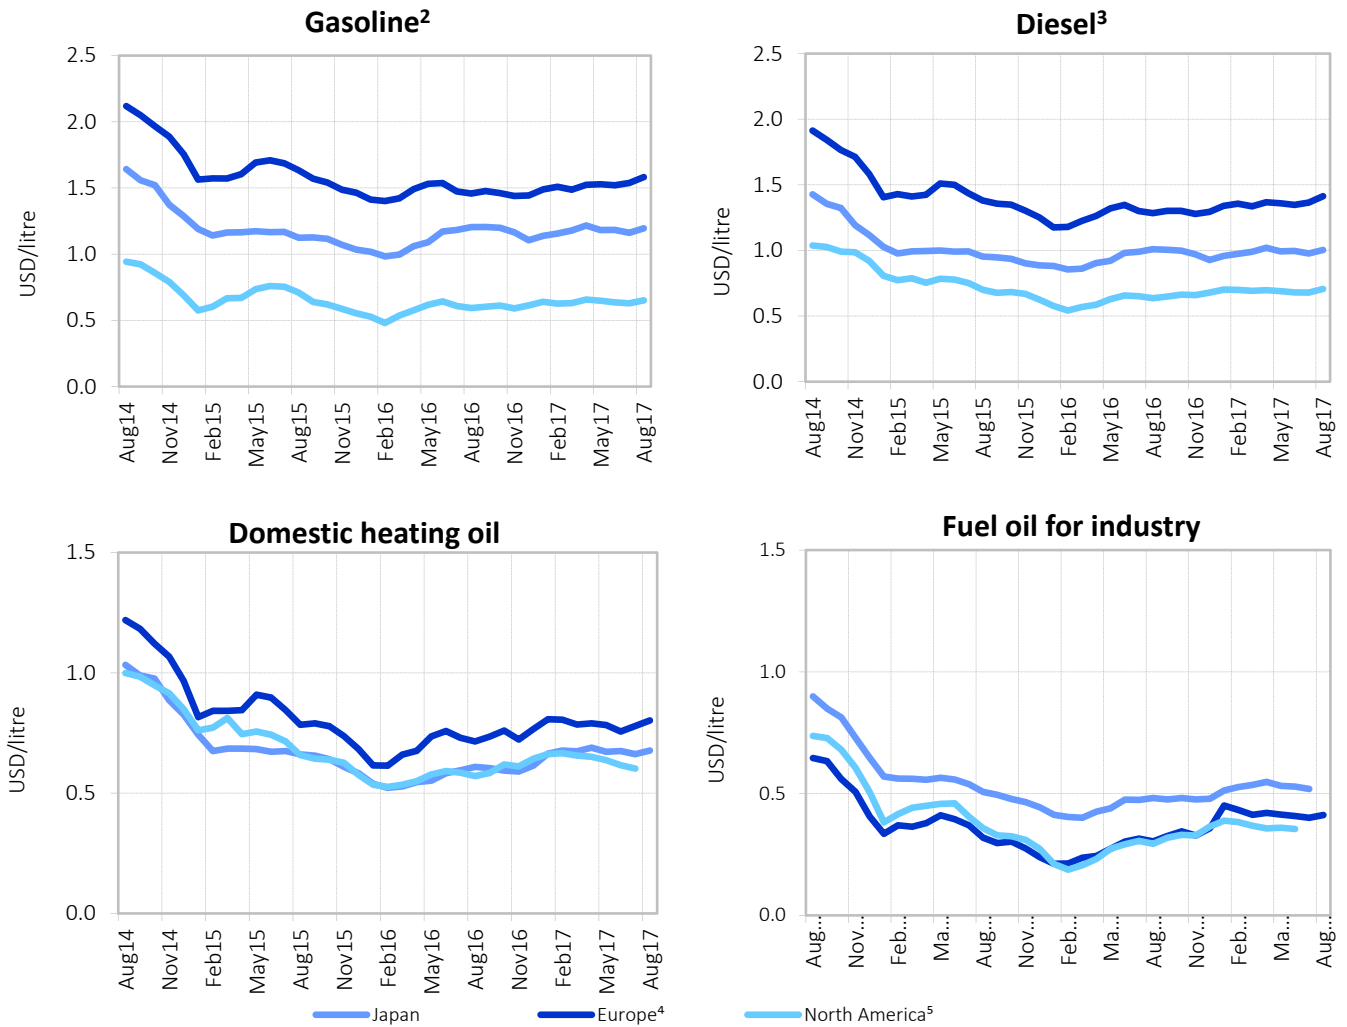 Gasoline²
USD/litre
2.5
2.0
1.5
1.0
0.5
0.0
Aug14
Nov14
Feb15
May15
Aug15
Nov15
Feb16
May16
Aug16
Nov16
Feb17
May17
Aug17
Diesel³
USD/litre
2.5
2.0
1.5
1.0
0.5
0.0
Aug14
Nov14
Feb15
May15
Aug15
Nov15
Feb16
May16
Aug16
Nov16
Feb17
May17
Aug17
Domestic heating oil
USD/litre
1.5
1.0
0.5
0.0
Aug14
Nov14
Feb15
May15
Aug15
Nov15
Feb16
May16
Aug16
Nov16
Feb17
May17
Aug17
Fuel oil for industry
USD/litre
1.5
1.0
0.5
0.0
Aug...
Nov...
Feb...
Ma...
Aug...
Nov...
Feb...
Ma...
Aug...
Nov...
Feb...
Ma...
Aug...
Japan
Europe⁴
North America⁵